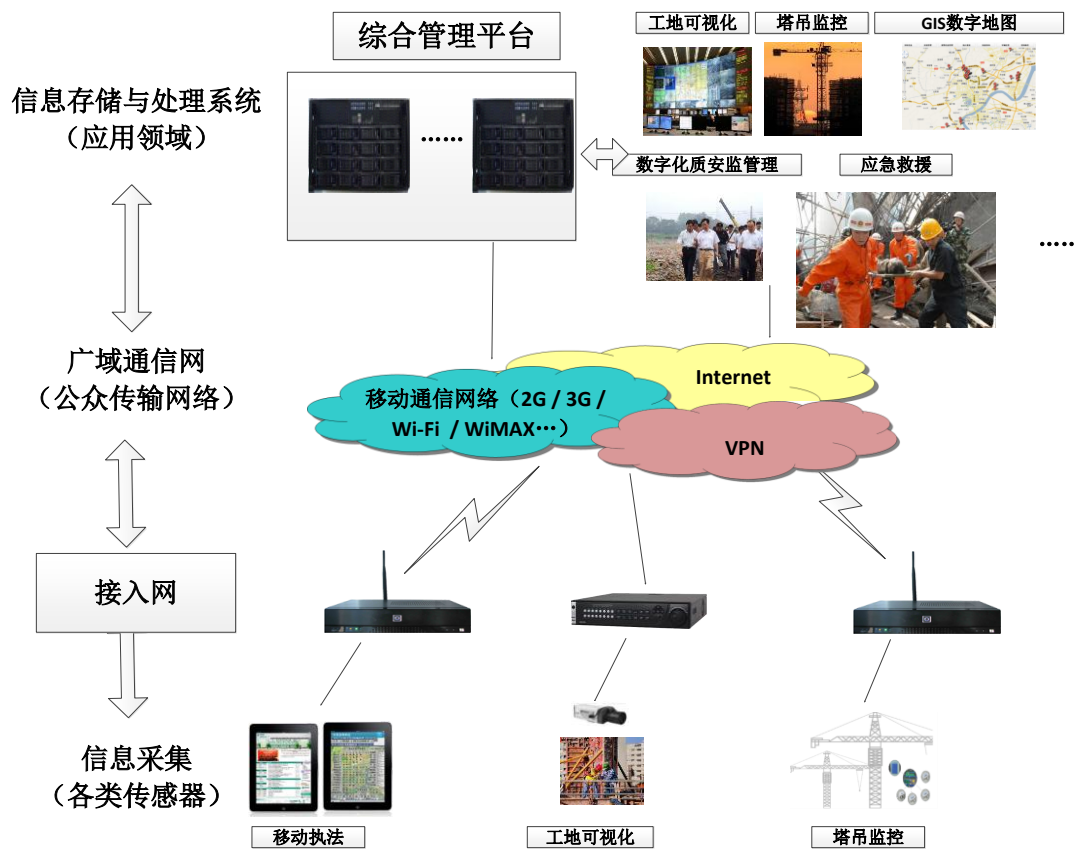 综合管理平台
工地可视化
塔吊监控
GIS数字地图
信息存储与处理系统
（应用领域）
……
数字化质安监管理
应急救援
.....
广域通信网
（公众传输网络）
Internet
移动通信网络（2G / 3G /
Wi-Fi / WiMAX…）
VPN
接入网
信息采集
（各类传感器）
移动执法
工地可视化
塔吊监控